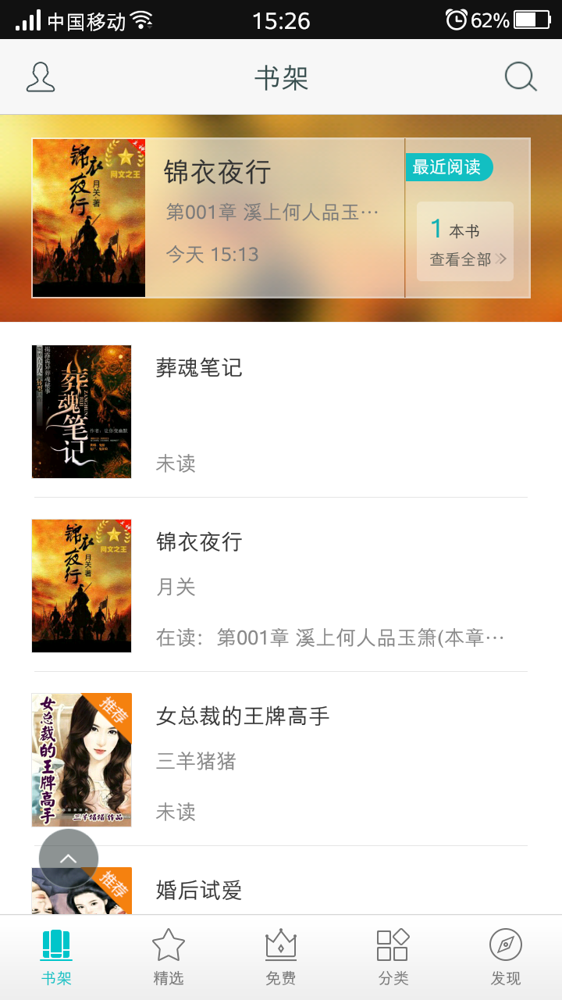 中国移动 15:26 62%
书架
锦衣夜行
月关·著
网文之王
锦衣夜行
第001章 溪上何人品玉…
今天 15:13
最近阅读
1 本书
查看全部
葬魂笔记
葬魂笔记
未读
锦衣夜行
月关·著
网文之王
锦衣夜行
月关
在读：第001章 溪上何人品玉箫(本章…
女总裁的王牌高手
三羊猪猪 作品
推荐
女总裁的王牌高手
三羊猪猪
未读
推荐
婚后试爱
书架 精选 免费 分类 发现